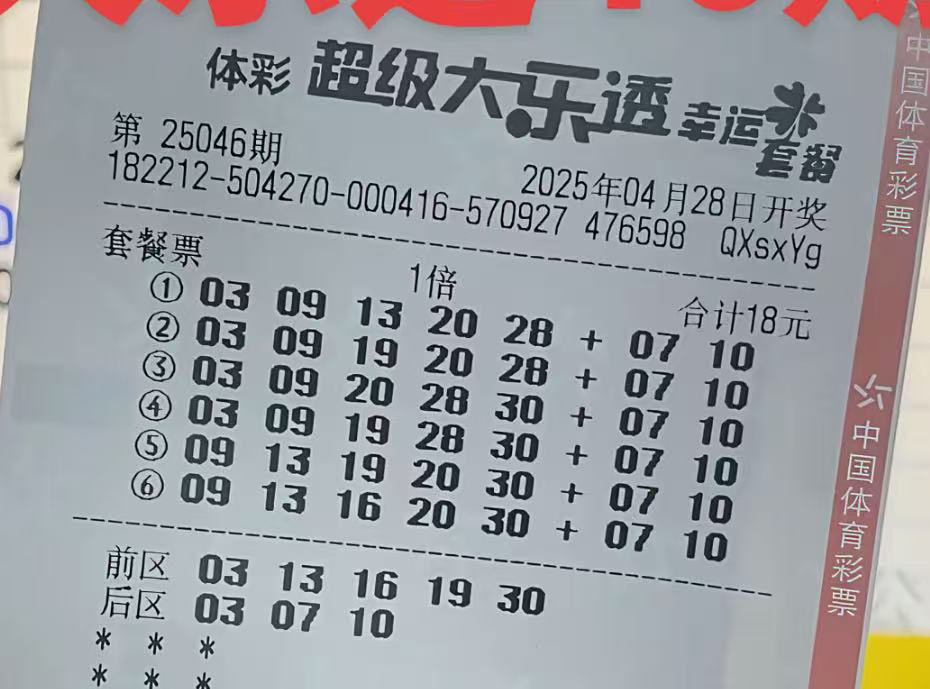 体彩 超级大乐透 幸运套餐
第 25046期
2025年04月28日开奖
182212-504270-000416-570927 476598 QXsxYg
套餐票
1倍
合计18元
① 03 09 13 20 28 + 07 10
② 03 09 19 20 28 + 07 10
③ 03 09 20 28 30 + 07 10
④ 03 09 19 28 30 + 07 10
⑤ 09 13 19 20 30 + 07 10
⑥ 09 13 16 20 30 + 07 10
前区 03 13 16 19 30
后区 03 07 10
* * *
* * *
中国体育彩票
中国体育彩票